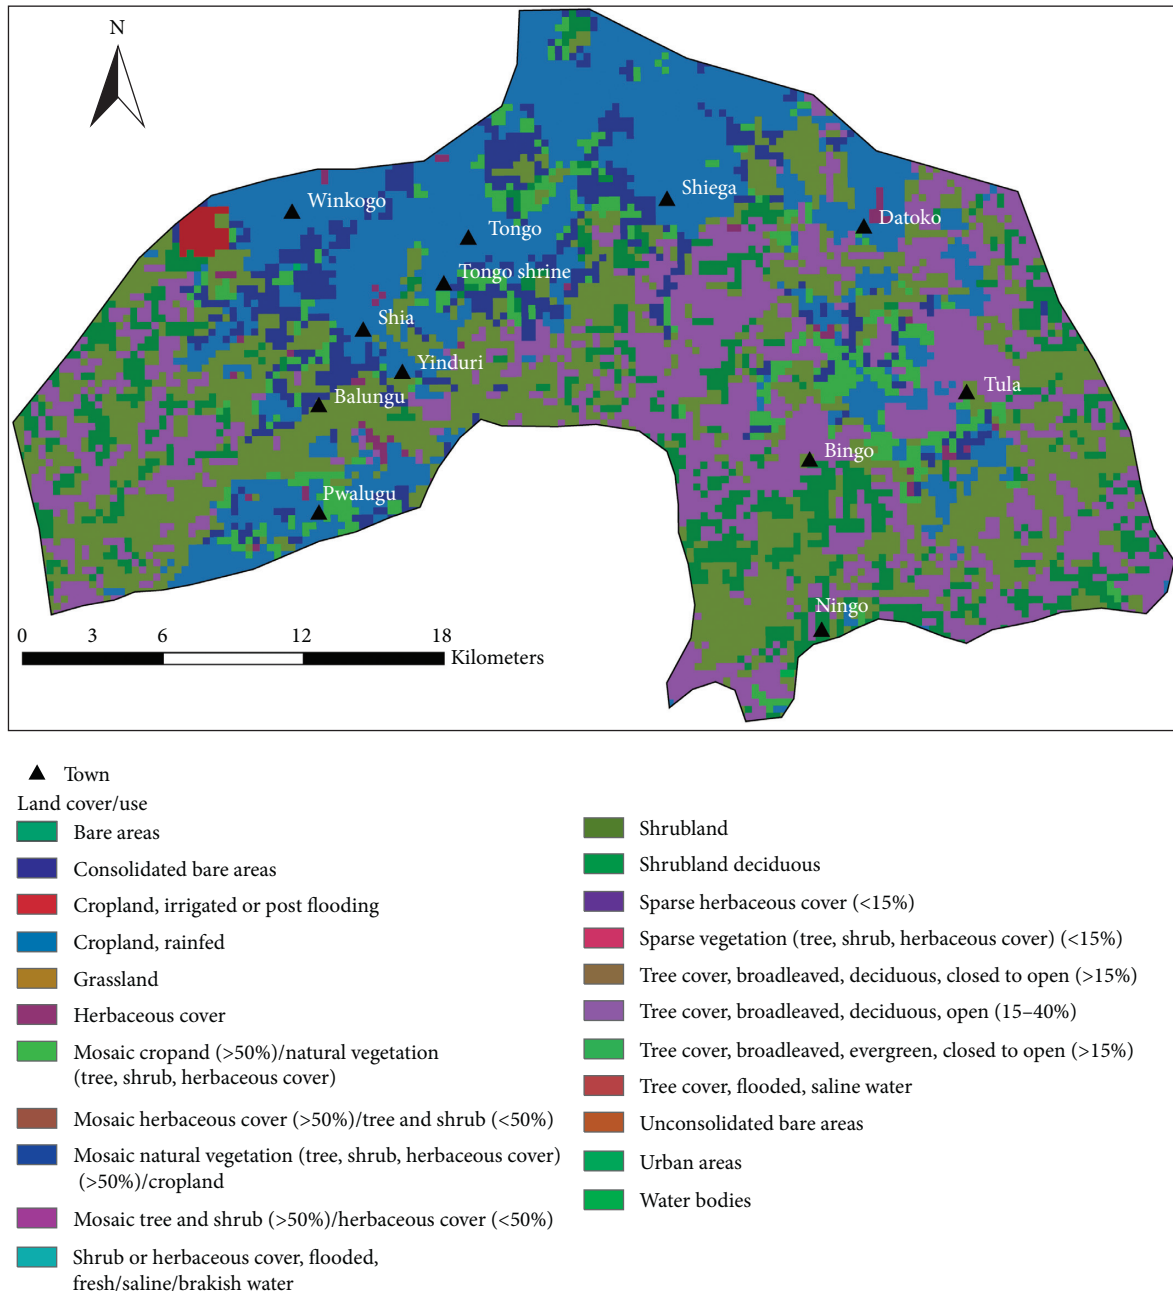 N
Winkogo
Shiega
Datoko
Tongo
Tongo shrine
Shia
Yinduri
Balungu
Tula
Bingo
Pwalugu
Ningo
0 3 6 12 18
Kilometers
Town
Land cover/use
Bare areas
Consolidated bare areas
Cropland, irrigated or post flooding
Cropland, rainfed
Grassland
Herbaceous cover
Mosaic cropand (>50%)/natural vegetation
(tree, shrub, herbaceous cover)
Mosaic herbaceous cover (>50%)/tree and shrub (<50%)
Mosaic natural vegetation (tree, shrub, herbaceous cover)
(>50%)/cropland
Mosaic tree and shrub (>50%)/herbaceous cover (<50%)
Shrub or herbaceous cover, flooded,
fresh/saline/brakish water
Shrubland
Shrubland deciduous
Sparse herbaceous cover (<15%)
Sparse vegetation (tree, shrub, herbaceous cover) (<15%)
Tree cover, broadleaved, deciduous, closed to open (>15%)
Tree cover, broadleaved, deciduous, open (15–40%)
Tree cover, broadleaved, evergreen, closed to open (>15%)
Tree cover, flooded, saline water
Unconsolidated bare areas
Urban areas
Water bodies